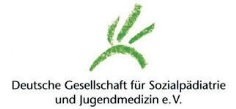 Deutsche Gesellschaft für Sozialpädiatrie
und Jugendmedizin e.V.